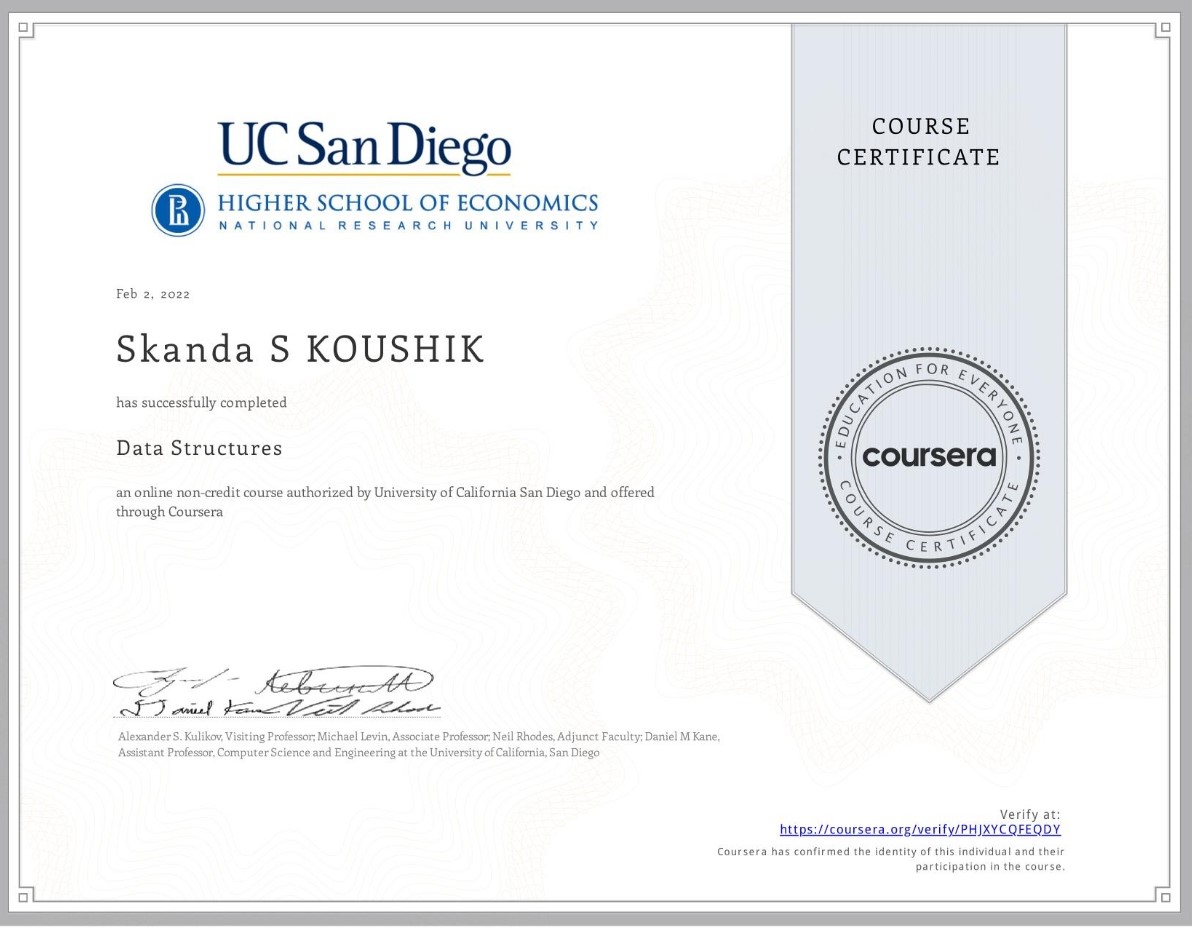 COURSE
CERTIFICATE
UC San Diego
HIGHER SCHOOL OF ECONOMICS
NATIONAL RESEARCH UNIVERSITY
Feb 2, 2022
Skanda S KOUSHIK
has successfully completed
Data Structures
an online non-credit course authorized by University of California San Diego and offered
through Coursera
EDUCATION FOR EVERYONE
coursera
COURSE CERTIFICATE
Alexander S. Kulikov, Visiting Professor; Michael Levin, Associate Professor; Neil Rhodes, Adjunct Faculty; Daniel M Kane,
Assistant Professor, Computer Science and Engineering at the University of California, San Diego
Verify at:
https://coursera.org/verify/PHJXYCQFEQDY
Coursera has confirmed the identity of this individual and their
participation in the course.